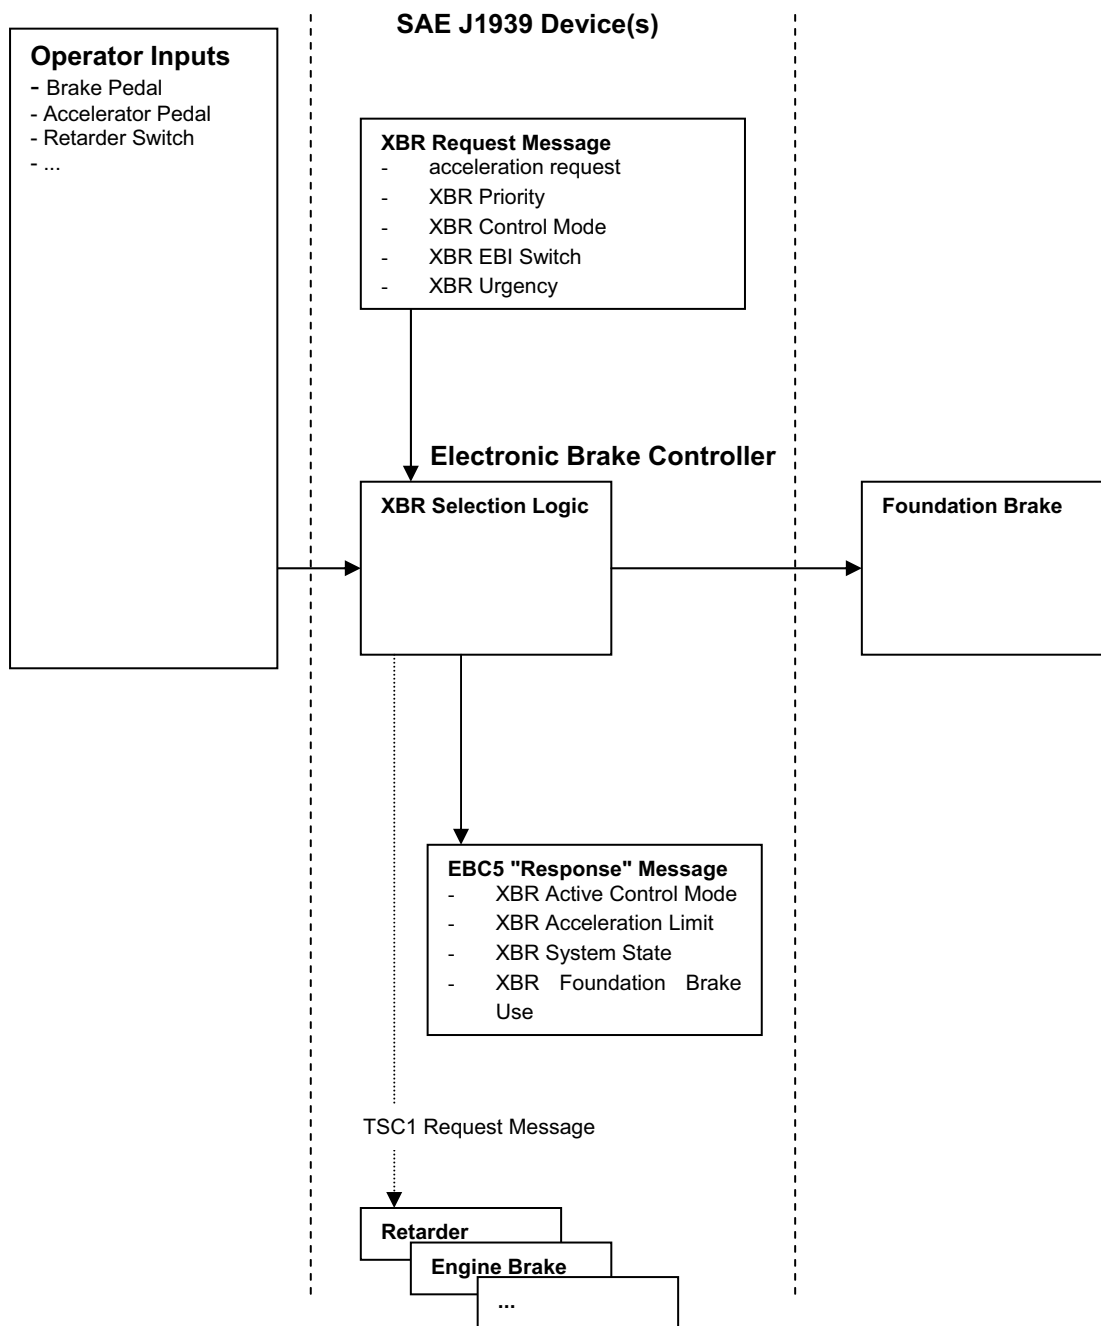 SAE J1939 Device(s)
Operator Inputs
- Brake Pedal
- Accelerator Pedal
- Retarder Switch
- ...
XBR Request Message
- acceleration request
- XBR Priority
- XBR Control Mode
- XBR EBI Switch
- XBR Urgency
Electronic Brake Controller
XBR Selection Logic
Foundation Brake
EBC5 "Response" Message
- XBR Active Control Mode
- XBR Acceleration Limit
- XBR System State
- XBR Foundation Brake
Use
TSC1 Request Message
Retarder
Engine Brake
...